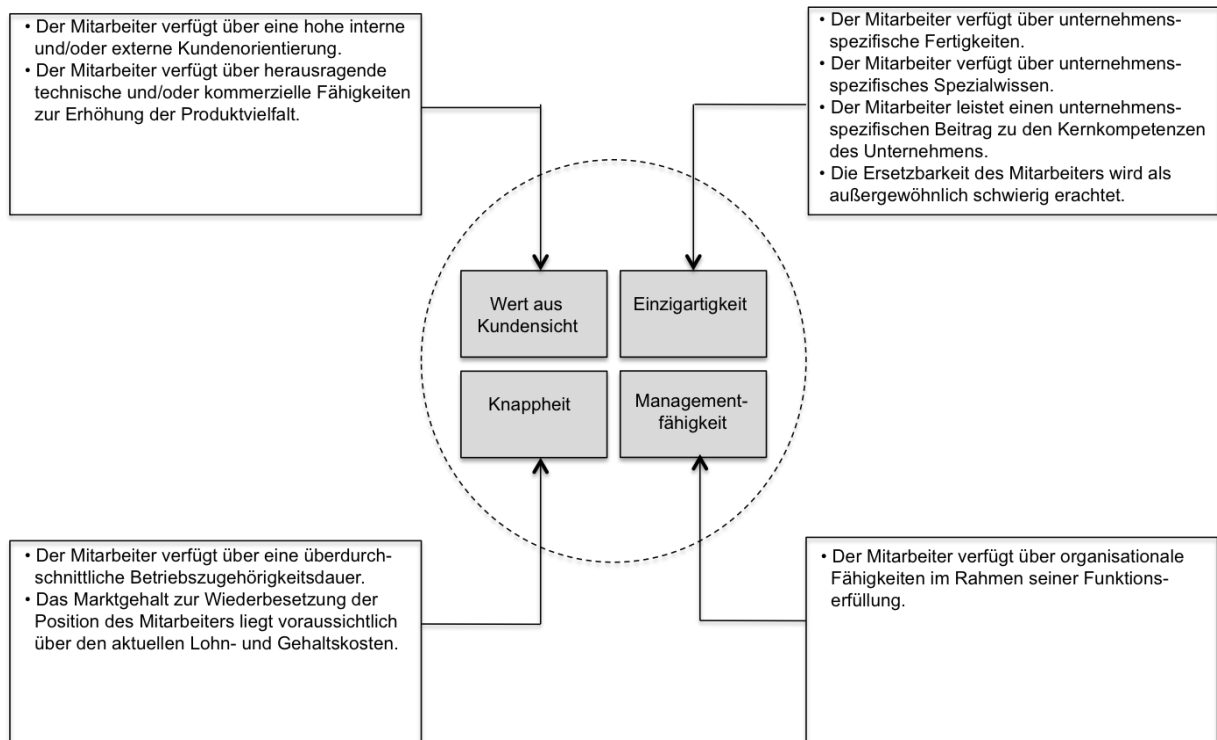 • Der Mitarbeiter verfügt über eine hohe interne
und/oder externe Kundenorientierung.
• Der Mitarbeiter verfügt über herausragende
technische und/oder kommerzielle Fähigkeiten
zur Erhöhung der Produktvielfalt.
• Der Mitarbeiter verfügt über unternehmens-
spezifische Fertigkeiten.
• Der Mitarbeiter verfügt über unternehmens-
spezifisches Spezialwissen.
• Der Mitarbeiter leistet einen unternehmens-
spezifischen Beitrag zu den Kernkompetenzen
des Unternehmens.
• Die Ersetzbarkeit des Mitarbeiters wird als
außergewöhnlich schwierig erachtet.
Wert aus
Kundensicht
Einzigartigkeit
Knappheit
Management-
fähigkeit
• Der Mitarbeiter verfügt über eine überdurch-
schnittliche Betriebszugehörigkeitsdauer.
• Das Marktgehalt zur Wiederbesetzung der
Position des Mitarbeiters liegt voraussichtlich
über den aktuellen Lohn- und Gehaltskosten.
• Der Mitarbeiter verfügt über organisationale
Fähigkeiten im Rahmen seiner Funktions-
erfüllung.